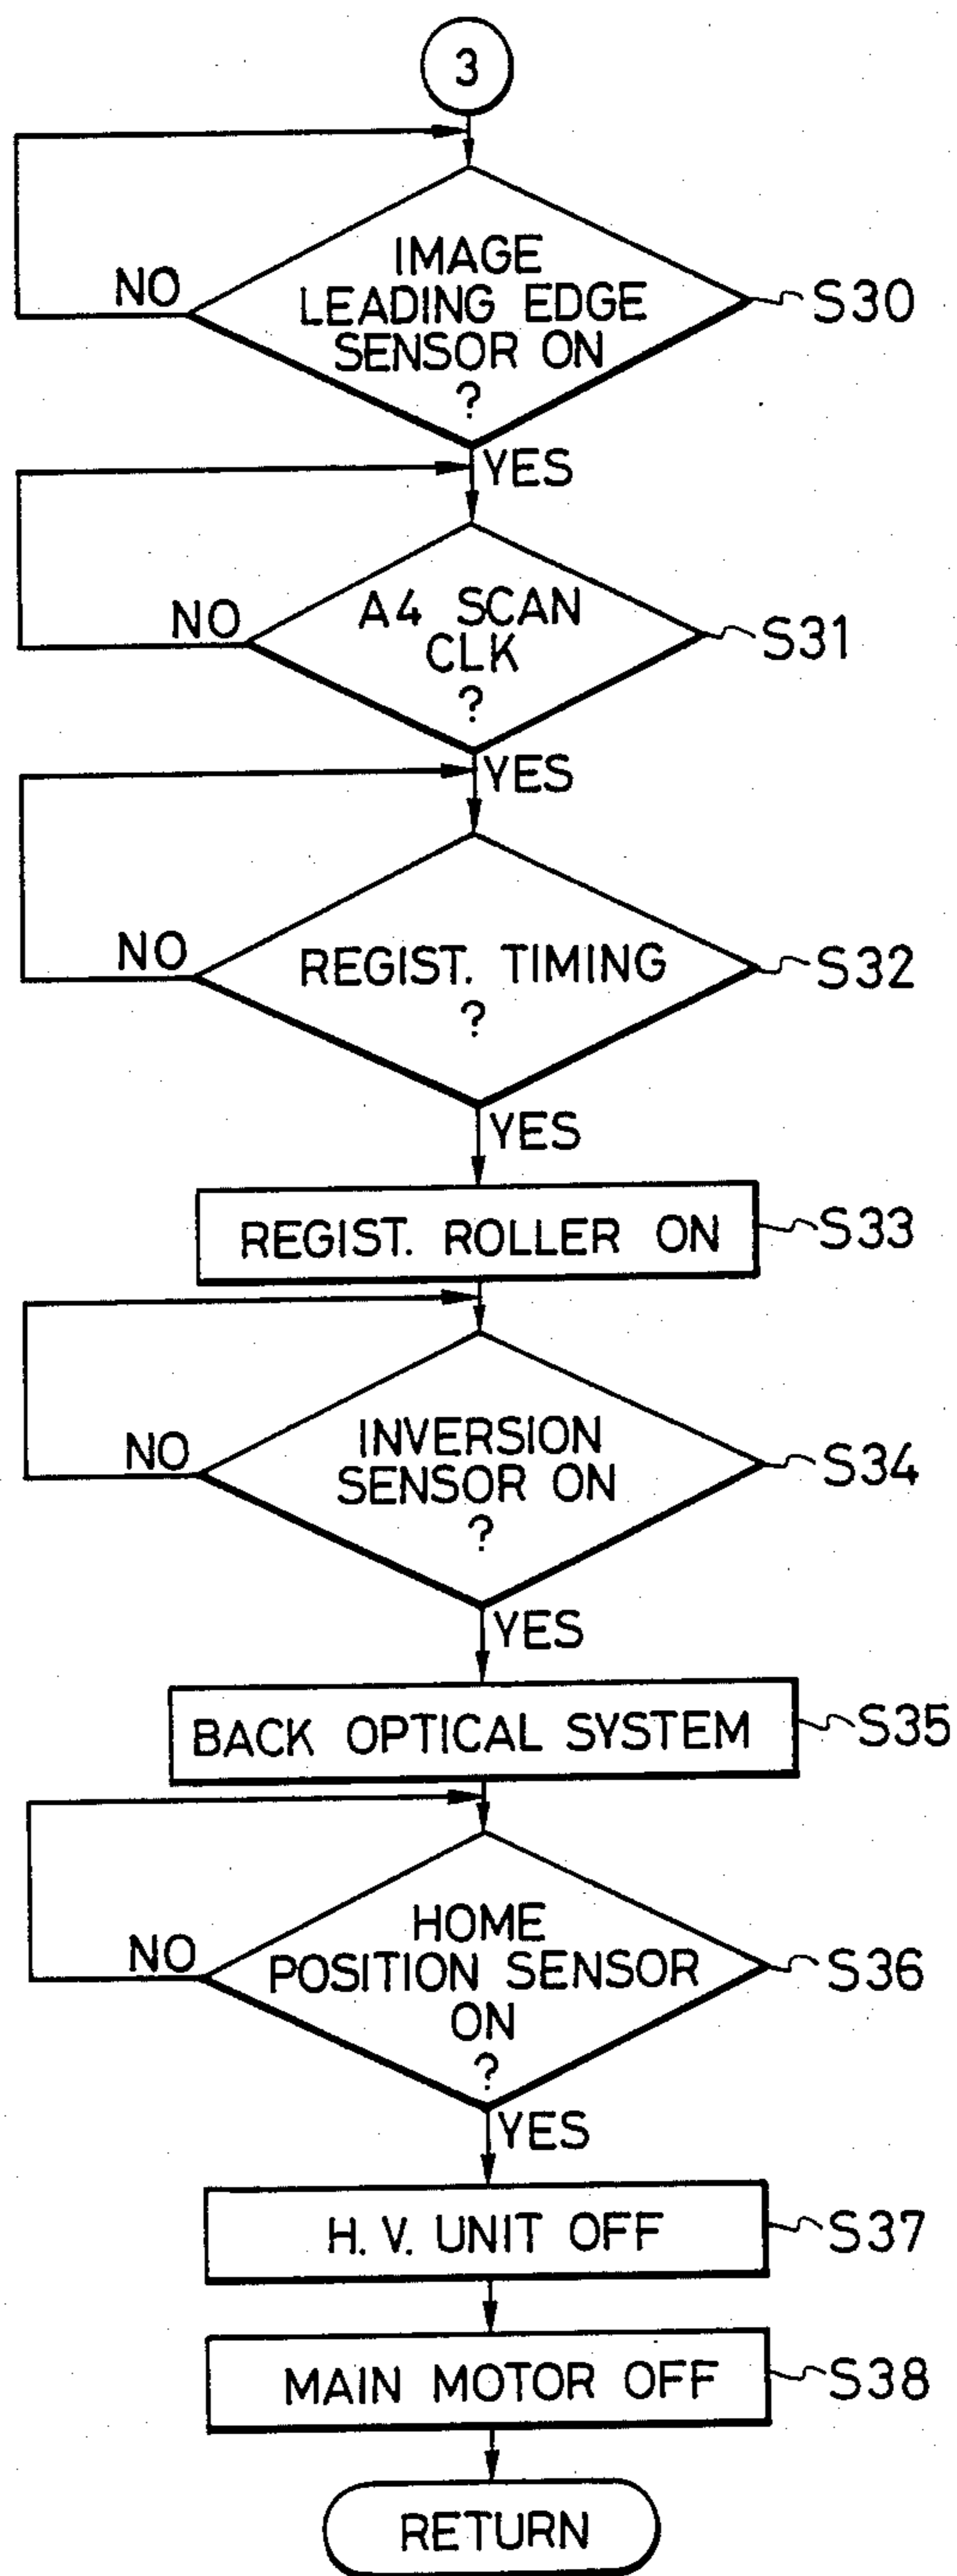 3
IMAGE
LEADING EDGE
SENSOR ON
?
NO
S30
YES
A4 SCAN
CLK
?
NO
S31
YES
REGIST. TIMING
?
NO
S32
YES
REGIST. ROLLER ON
S33
INVERSION
SENSOR ON
?
NO
S34
YES
BACK OPTICAL SYSTEM
S35
HOME
POSITION SENSOR
ON
?
NO
S36
YES
H. V. UNIT OFF
S37
MAIN MOTOR OFF
S38
RETURN